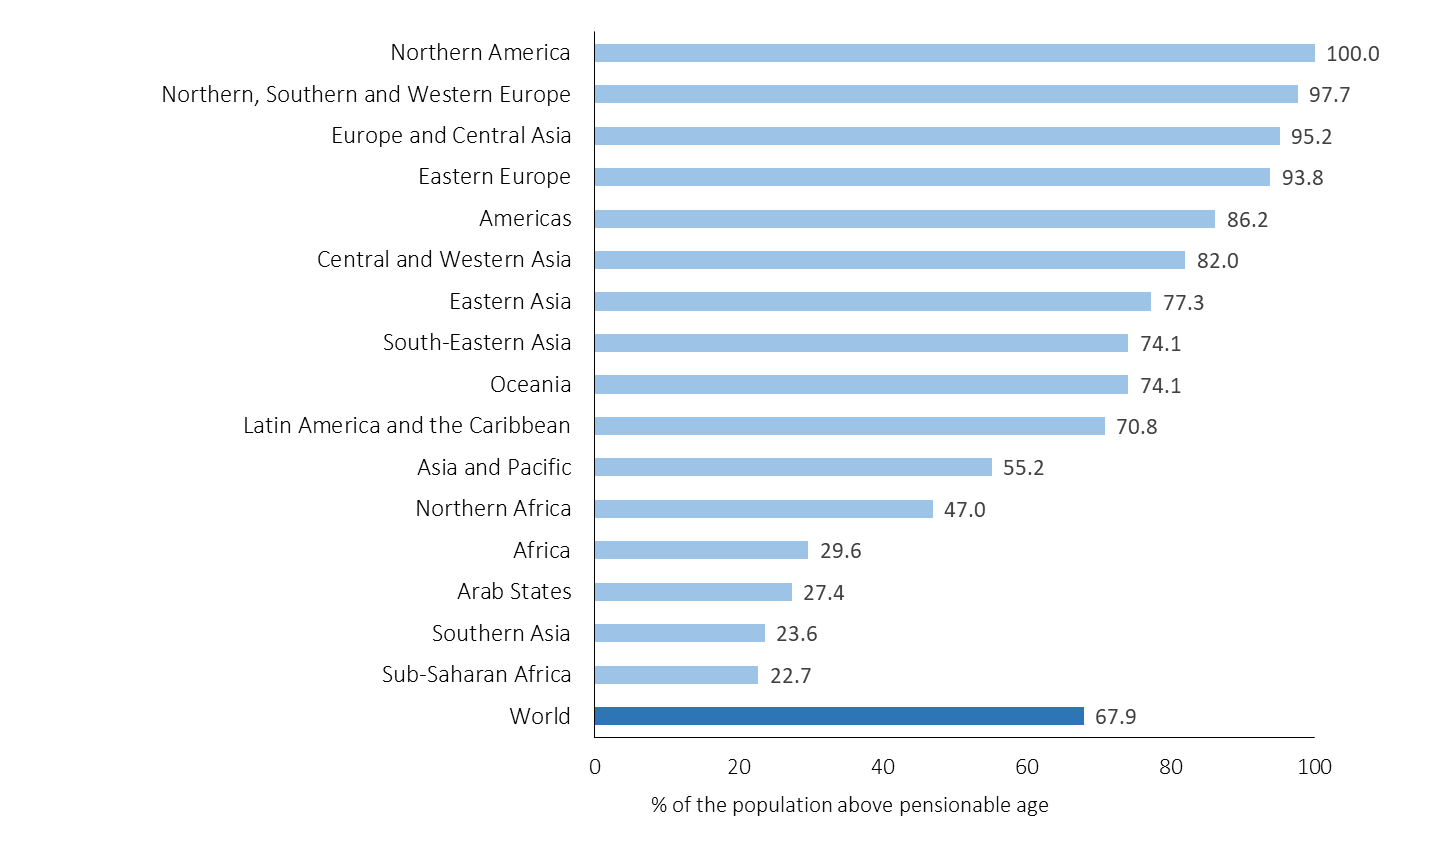 Northern America 100.0
Northern, Southern and Western Europe 97.7
Europe and Central Asia 95.2
Eastern Europe 93.8
Americas 86.2
Central and Western Asia 82.0
Eastern Asia 77.3
South-Eastern Asia 74.1
Oceania 74.1
Latin America and the Caribbean 70.8
Asia and Pacific 55.2
Northern Africa 47.0
Africa 29.6
Arab States 27.4
Southern Asia 23.6
Sub-Saharan Africa 22.7
World 67.9
0 20 40 60 80 100
% of the population above pensionable age